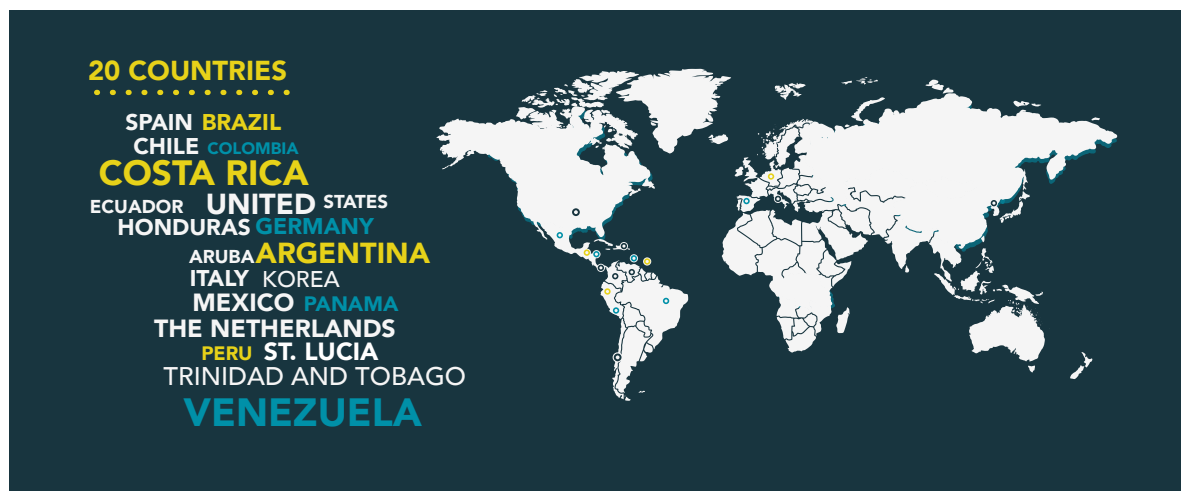 20 COUNTRIES
SPAIN BRAZIL
CHILE COLOMBIA
COSTA RICA
ECUADOR UNITED STATES
HONDURAS GERMANY
ARUBA ARGENTINA
ITALY KOREA
MEXICO PANAMA
THE NETHERLANDS
PERU ST. LUCIA
TRINIDAD AND TOBAGO
VENEZUELA